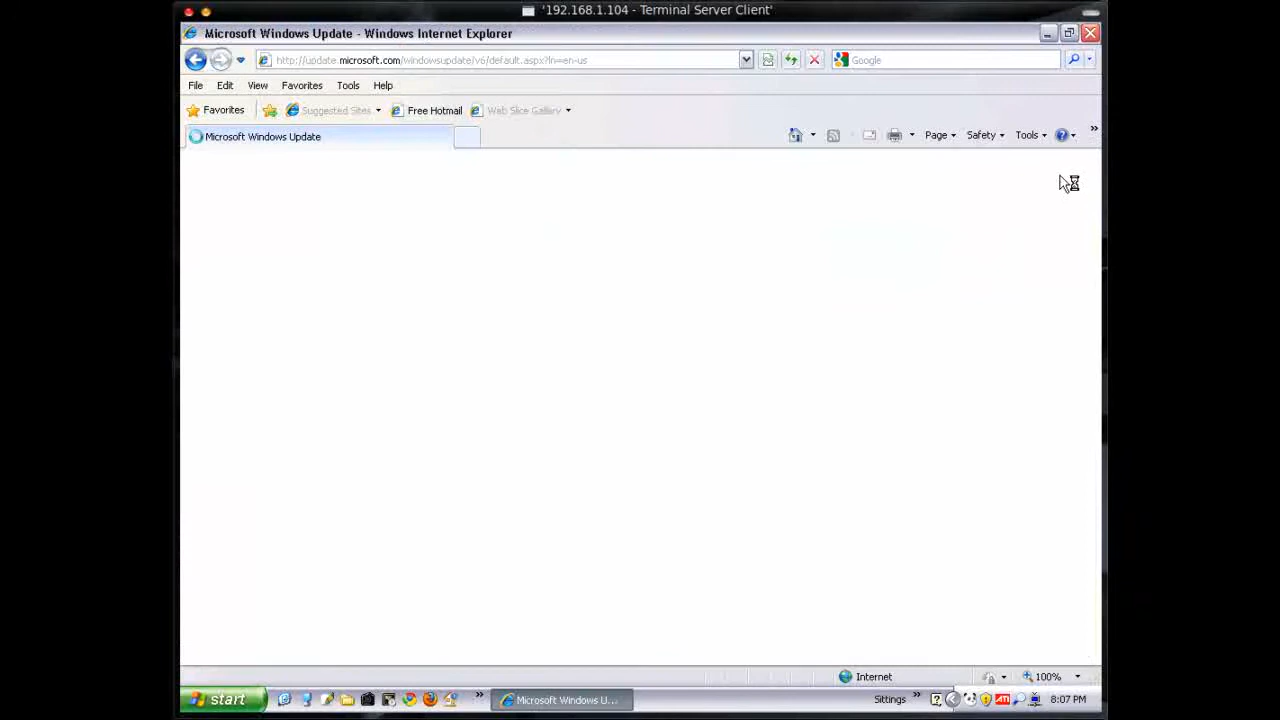 '192.168.1.104 - Terminal Server Client'
Microsoft Windows Update - Windows Internet Explorer
http://update.microsoft.com/windowsupdate/v6/default.aspx?ln=en-us
Google
File Edit View Favorites Tools Help
Favorites Suggested Sites Free Hotmail Web Slice Gallery
Microsoft Windows Update
Page Safety Tools
Internet 100%
start Microsoft Windows U... Sittings ATI 8:07 PM